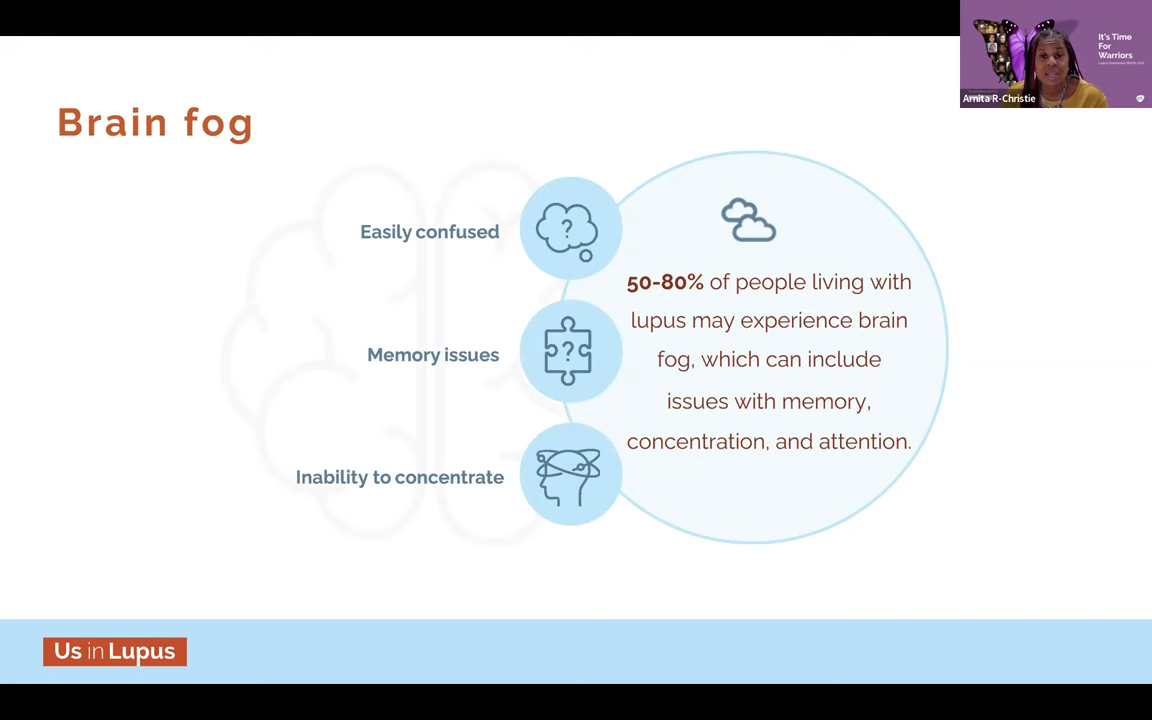 Brain fog
Easily confused
?
Memory issues
?
Inability to concentrate
50-80% of people living with
lupus may experience brain
fog, which can include
issues with memory,
concentration, and attention.
Us in Lupus
It's Time
For
Warriors
Arnita R-Christie